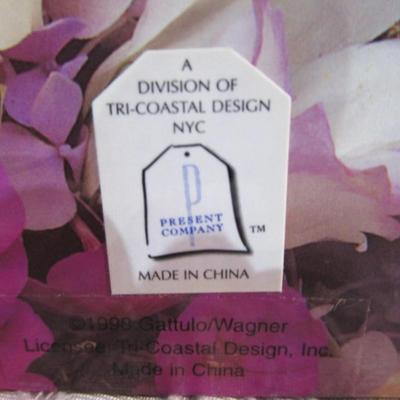 A
DIVISION OF
TRI-COASTAL DESIGN
NYC
P
PRESENT
COMPANY
TM
MADE IN CHINA
©1998 Gattulo/Wagner
Licensee Tri-Coastal Design, Inc.
Made in China